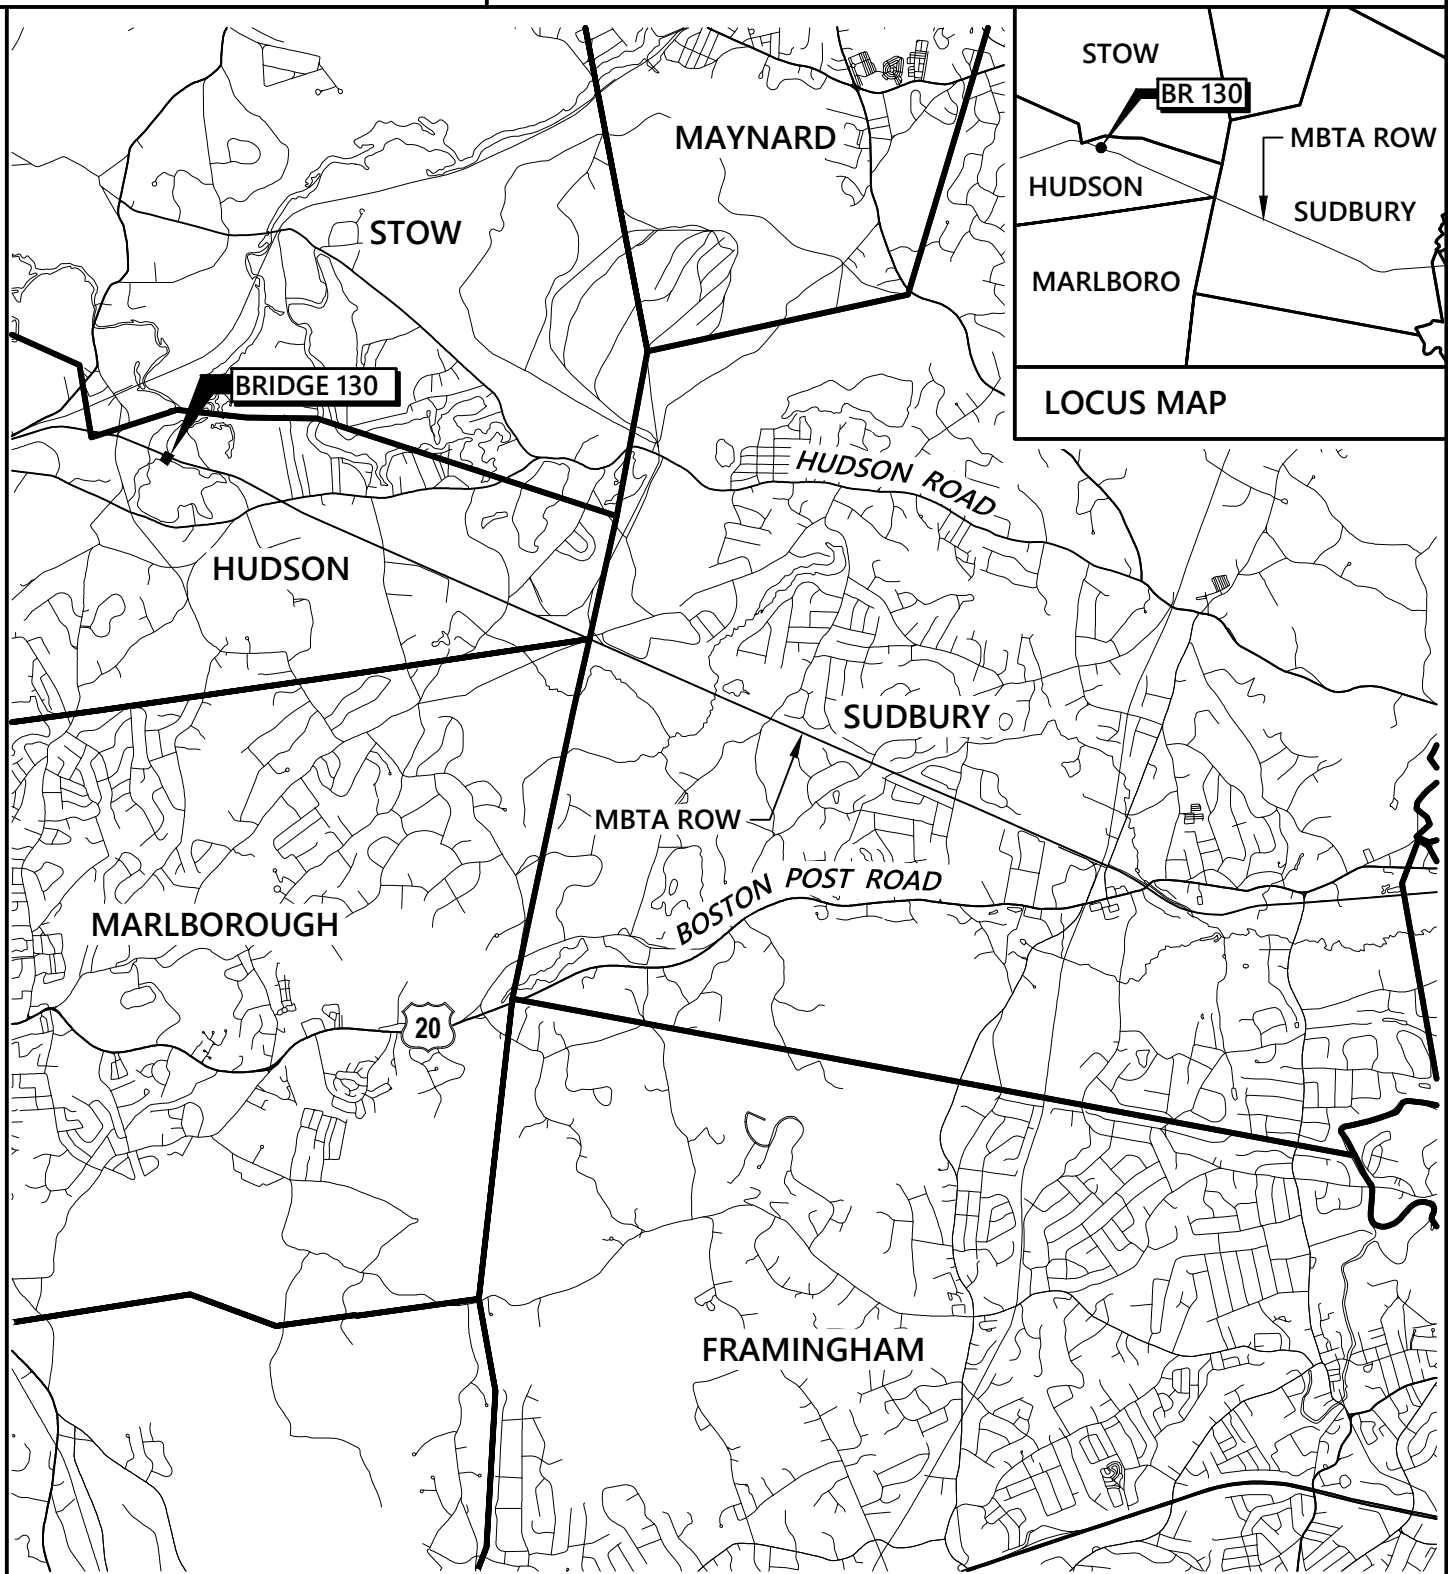 STOW
BR 130
MBTA ROW
HUDSON
SUDBURY
MARLBORO
LOCUS MAP
MAYNARD
STOW
BRIDGE 130
HUDSON ROAD
HUDSON
SUDBURY
MBTA ROW
BOSTON POST ROAD
MARLBOROUGH
20
FRAMINGHAM